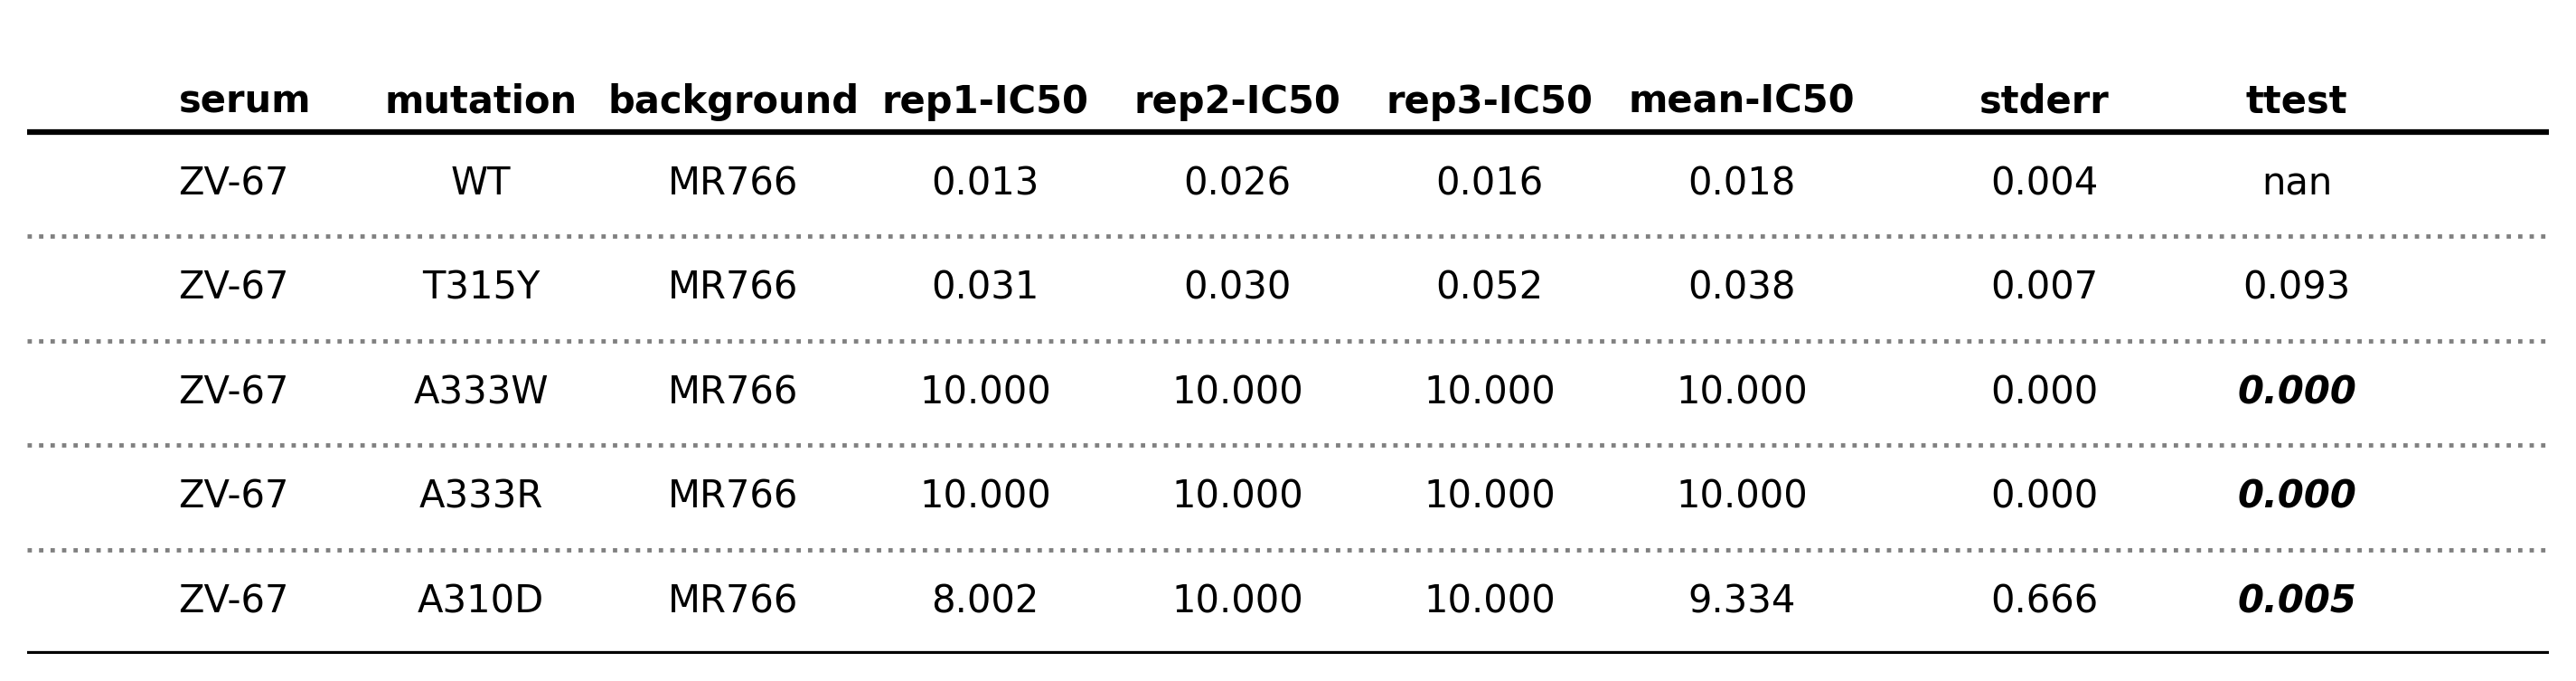 serum mutation background rep1-IC50 rep2-IC50 rep3-IC50 mean-IC50 stderr ttest
ZV-67 WT MR766 0.013 0.026 0.016 0.018 0.004 nan
ZV-67 T315Y MR766 0.031 0.030 0.052 0.038 0.007 0.093
ZV-67 A333W MR766 10.000 10.000 10.000 10.000 0.000 0.000
ZV-67 A333R MR766 10.000 10.000 10.000 10.000 0.000 0.000
ZV-67 A310D MR766 8.002 10.000 10.000 9.334 0.666 0.005